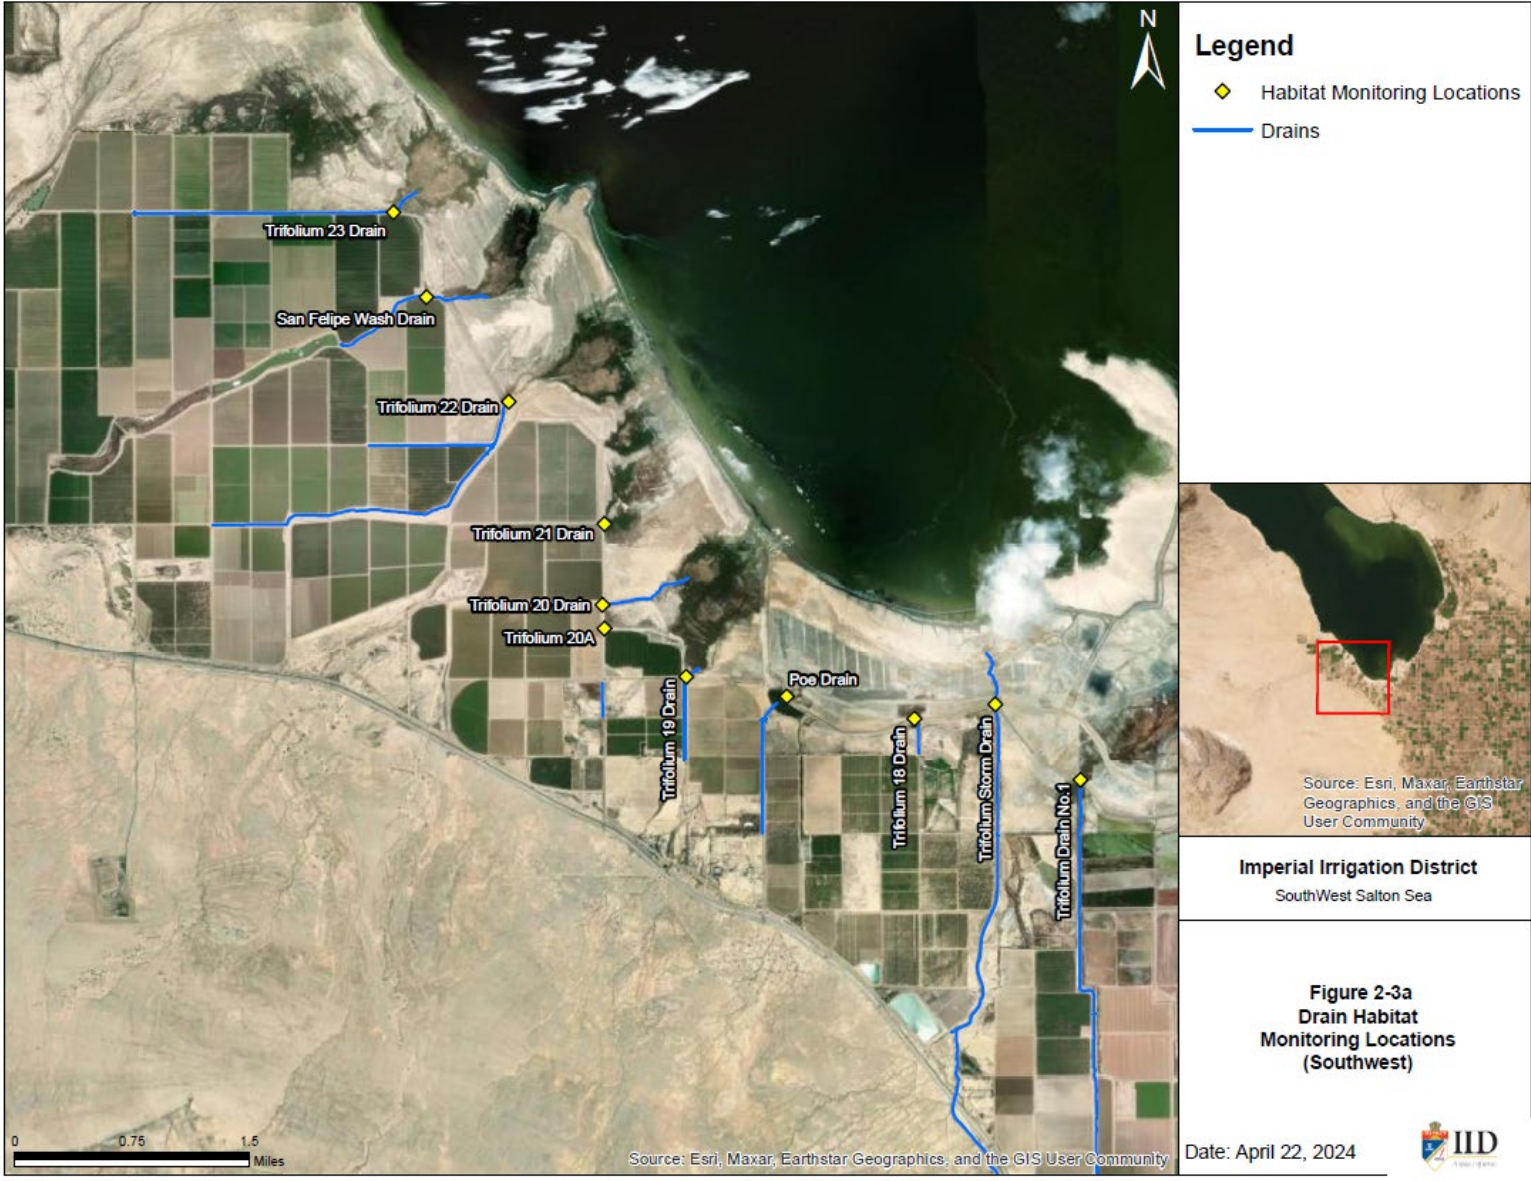 N
Trifolium 23 Drain
San Felipe Wash Drain
Trifolium 22 Drain
Trifolium 21 Drain
Trifolium 20 Drain
Trifolium 20A
Trifolium 19 Drain
Poe Drain
Trifolium 18 Drain
Trifolium Storm Drain
Trifolium Drain No.1
0 0.75 1.5
Miles
Source: Esri, Maxar, Earthstar Geographics, and the GIS User Community
Legend
Habitat Monitoring Locations
Drains
Source: Esri, Maxar, Earthstar
Geographics, and the GIS
User Community
Imperial Irrigation District
SouthWest Salton Sea
Figure 2-3a
Drain Habitat
Monitoring Locations
(Southwest)
Date: April 22, 2024
IID